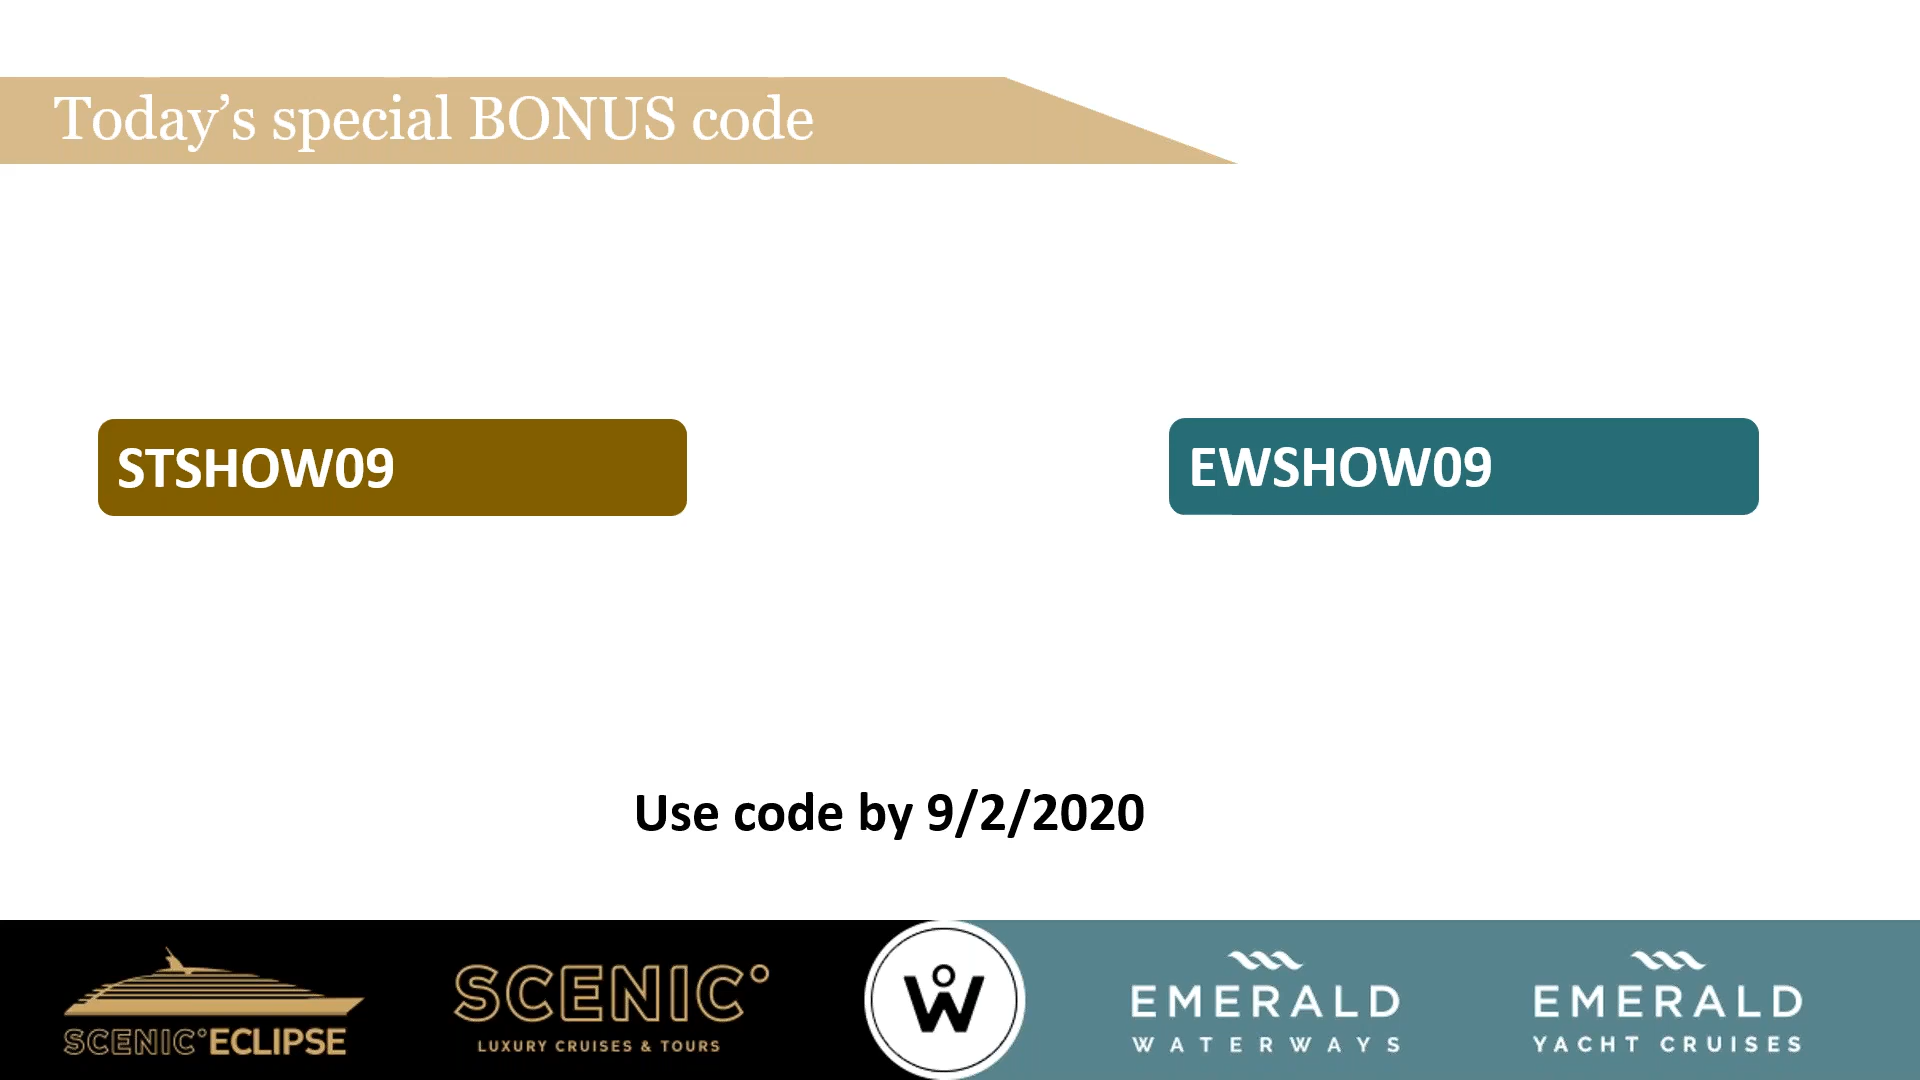 Today’s special BONUS code
STSHOW09
EWSHOW09
Use code by 9/2/2020
SCENIC°ECLIPSE
SCENIC°
LUXURY CRUISES & TOURS
W
EMERALD
WATERWAYS
EMERALD
YACHT CRUISES